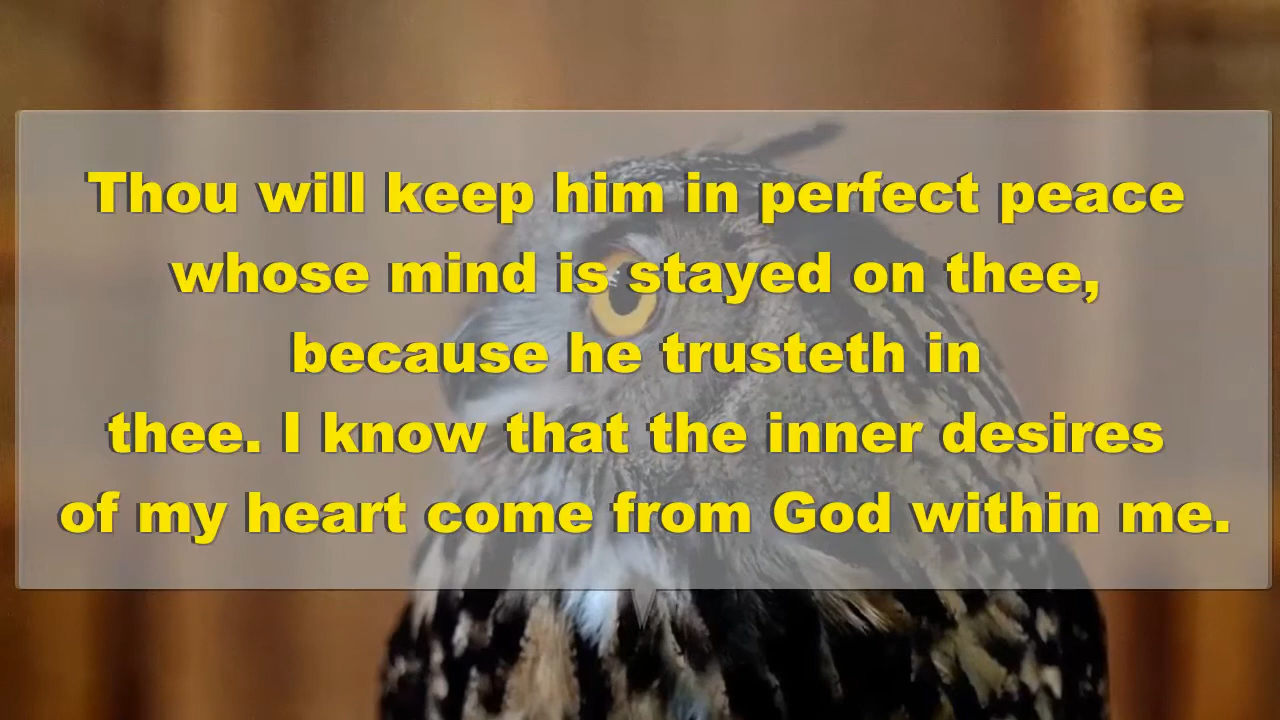 Thou will keep him in perfect peace
whose mind is stayed on thee,
because he trusteth in
thee. I know that the inner desires
of my heart come from God within me.